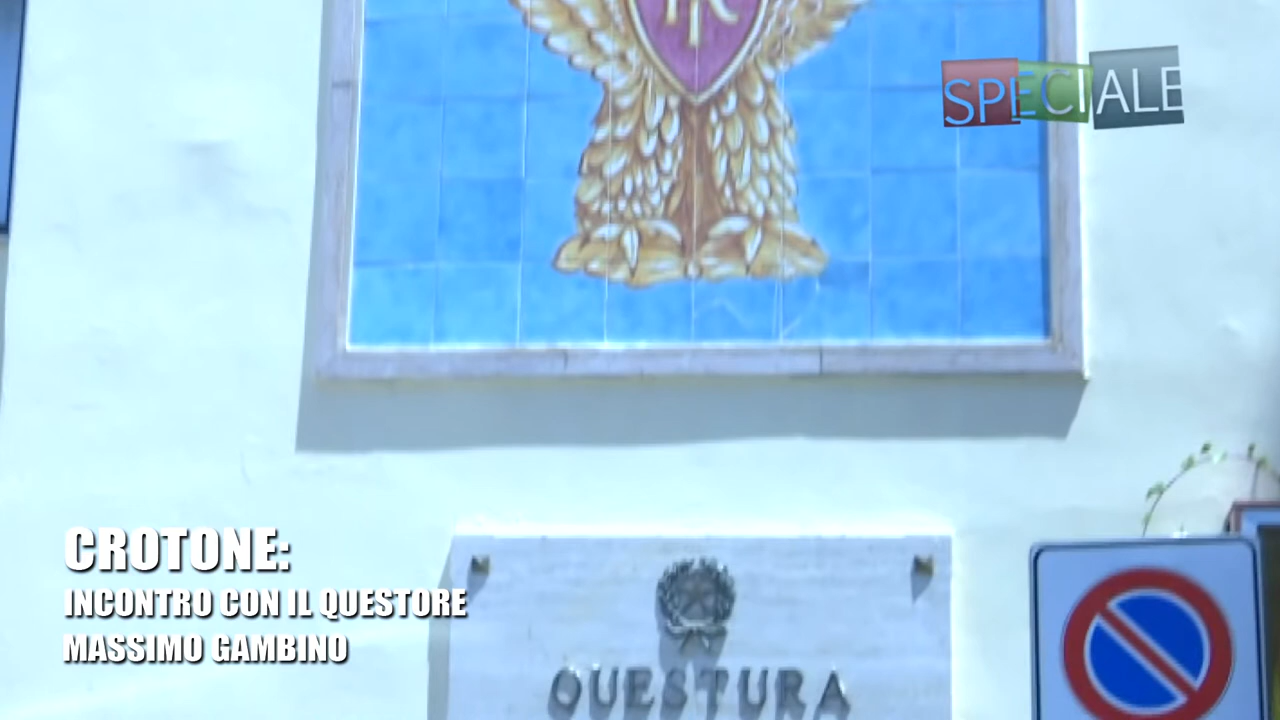 SPECIALE
CROTONE:
INCONTRO CON IL QUESTORE
MASSIMO GAMBINO
QUESTURA